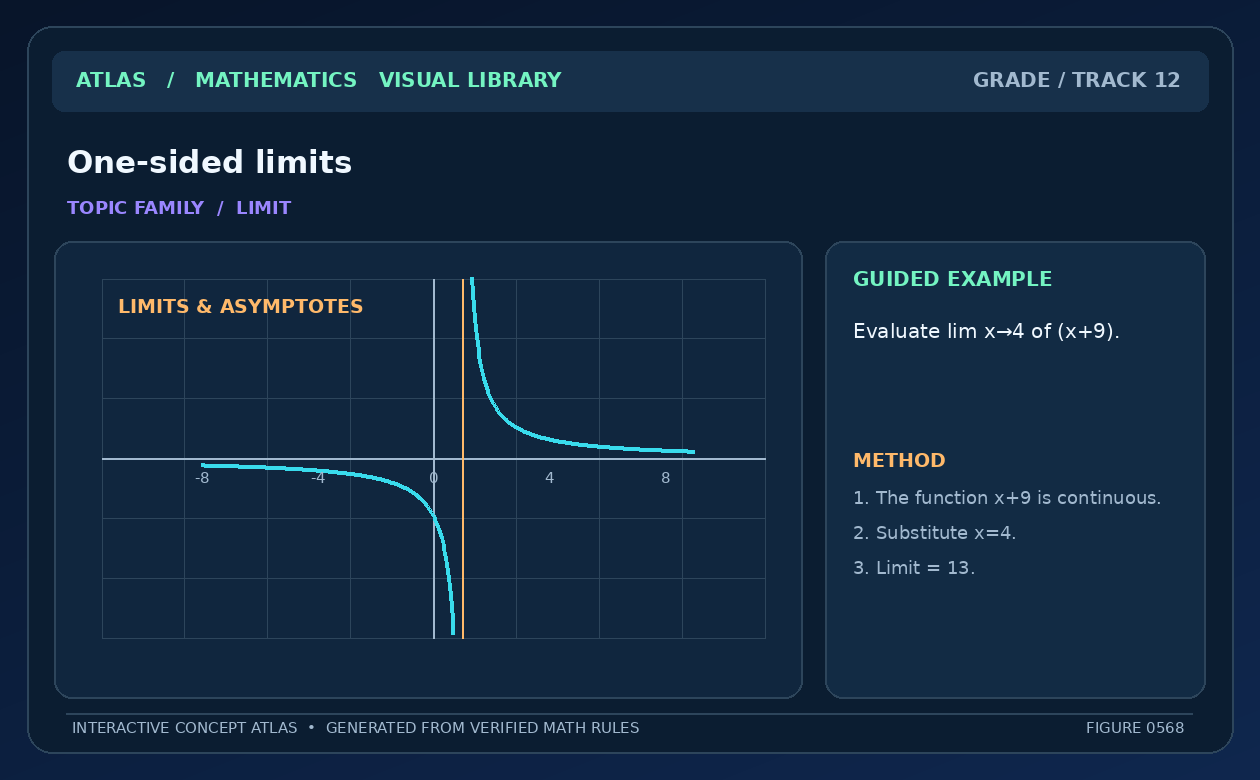 ATLAS / MATHEMATICS VISUAL LIBRARY
GRADE / TRACK 12
One-sided limits
TOPIC FAMILY / LIMIT
LIMITS & ASYMPTOTES
-8 -4 0 4 8
GUIDED EXAMPLE
Evaluate lim x→4 of (x+9).
METHOD
1. The function x+9 is continuous.
2. Substitute x=4.
3. Limit = 13.
INTERACTIVE CONCEPT ATLAS • GENERATED FROM VERIFIED MATH RULES
FIGURE 0568